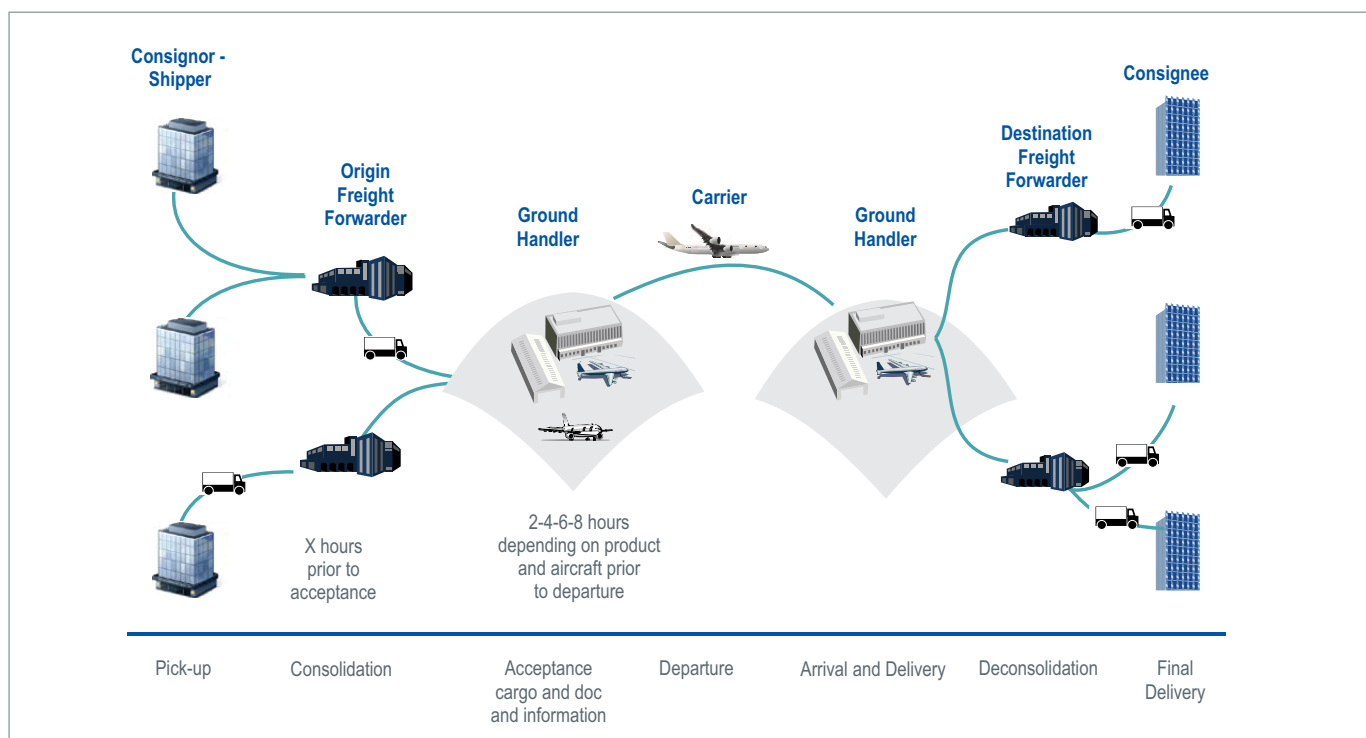 Consignor -
Shipper
Consignee
Origin
Freight
Forwarder
Ground
Handler
Carrier
Ground
Handler
Destination
Freight
Forwarder
X hours
prior to
acceptance
2-4-6-8 hours
depending on product
and aircraft prior
to departure
Pick-up
Consolidation
Acceptance
cargo and doc
and information
Departure
Arrival and Delivery
Deconsolidation
Final
Delivery